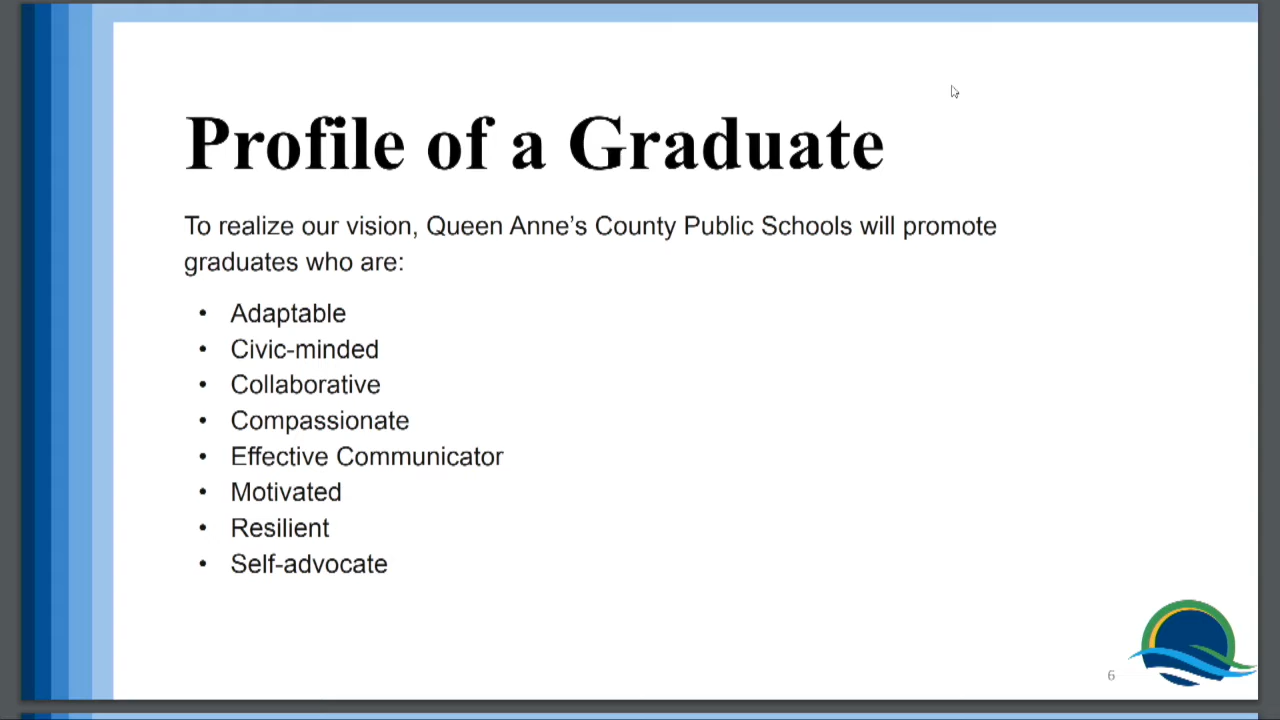 Profile of a Graduate
To realize our vision, Queen Anne’s County Public Schools will promote
graduates who are:
• Adaptable
• Civic-minded
• Collaborative
• Compassionate
• Effective Communicator
• Motivated
• Resilient
• Self-advocate
6